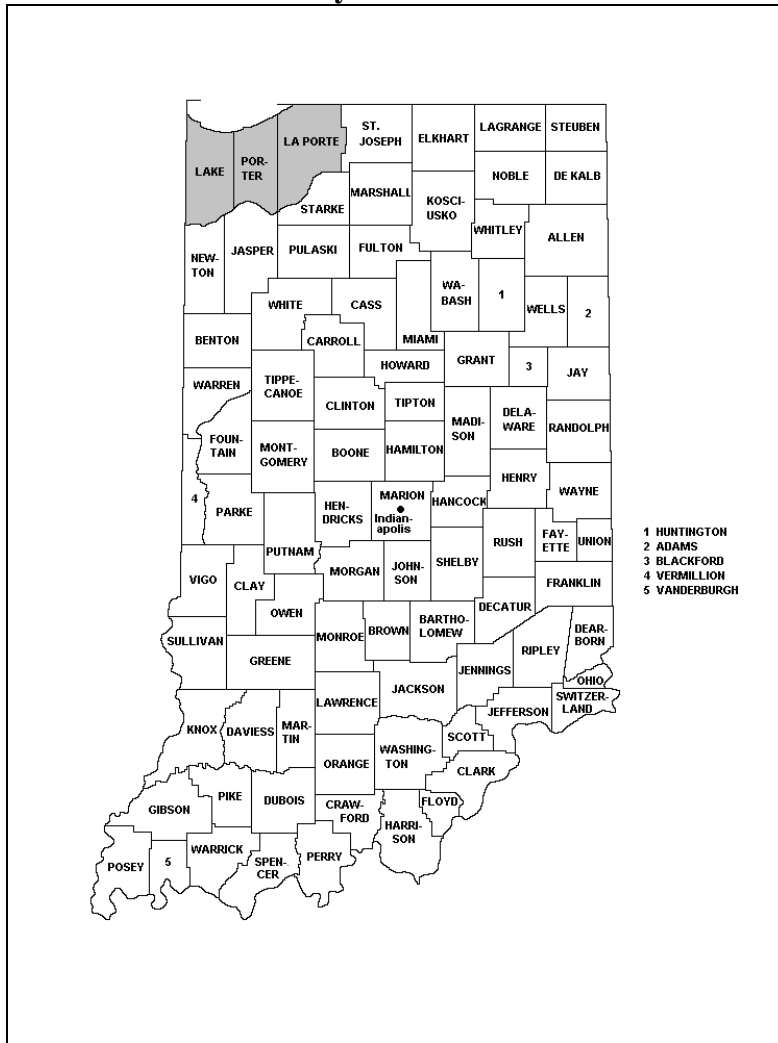 ST.
JOSEPH
ELKHART
LAGRANGE
STEUBEN
LA PORTE
LAKE
POR-
TER
NOBLE
DE KALB
MARSHALL
KOSCI-
USKO
STARKE
WHITLEY
ALLEN
NEW-
TON
JASPER
PULASKI
FULTON
WA-
BASH
1
WELLS
2
WHITE
CASS
MIAMI
BENTON
CARROLL
HOWARD
GRANT
3
JAY
WARREN
TIPPE-
CANOE
CLINTON
TIPTON
MADI-
SON
DELA-
WARE
RANDOLPH
FOUN-
TAIN
MONT-
GOMERY
BOONE
HAMILTON
HENRY
WAYNE
4
PARKE
HEN-
DRICKS
MARION
Indian-
apolis
HANCOCK
PUTNAM
RUSH
FAY-
ETTE
UNION
VIGO
CLAY
MORGAN
JOHN-
SON
SHELBY
FRANKLIN
OWEN
DECATUR
SULLIVAN
GREENE
MONROE
BROWN
BARTHO-
LOMEW
RIPLEY
DEAR-
BORN
JENNINGS
OHIO
SWITZER-
LAND
LAWRENCE
JACKSON
JEFFERSON
KNOX
DAVIESS
MAR-
TIN
SCOTT
ORANGE
WASHING-
TON
CLARK
GIBSON
PIKE
DUBOIS
CRAW-
FORD
FLOYD
HARRI-
SON
POSEY
5
WARRICK
SPEN-
CER
PERRY
1 HUNTINGTON
2 ADAMS
3 BLACKFORD
4 VERMILLION
5 VANDERBURGH